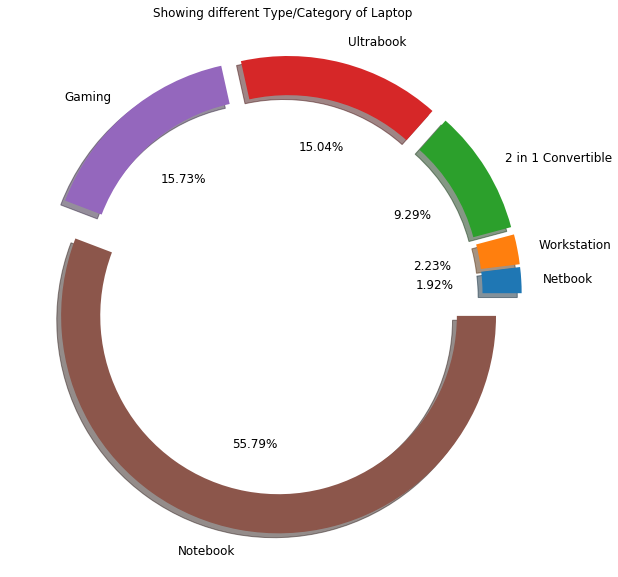 Showing different Type/Category of Laptop
Ultrabook
Gaming
15.04%
2 in 1 Convertible
15.73%
9.29%
Workstation
2.23%
Netbook
1.92%
55.79%
Notebook